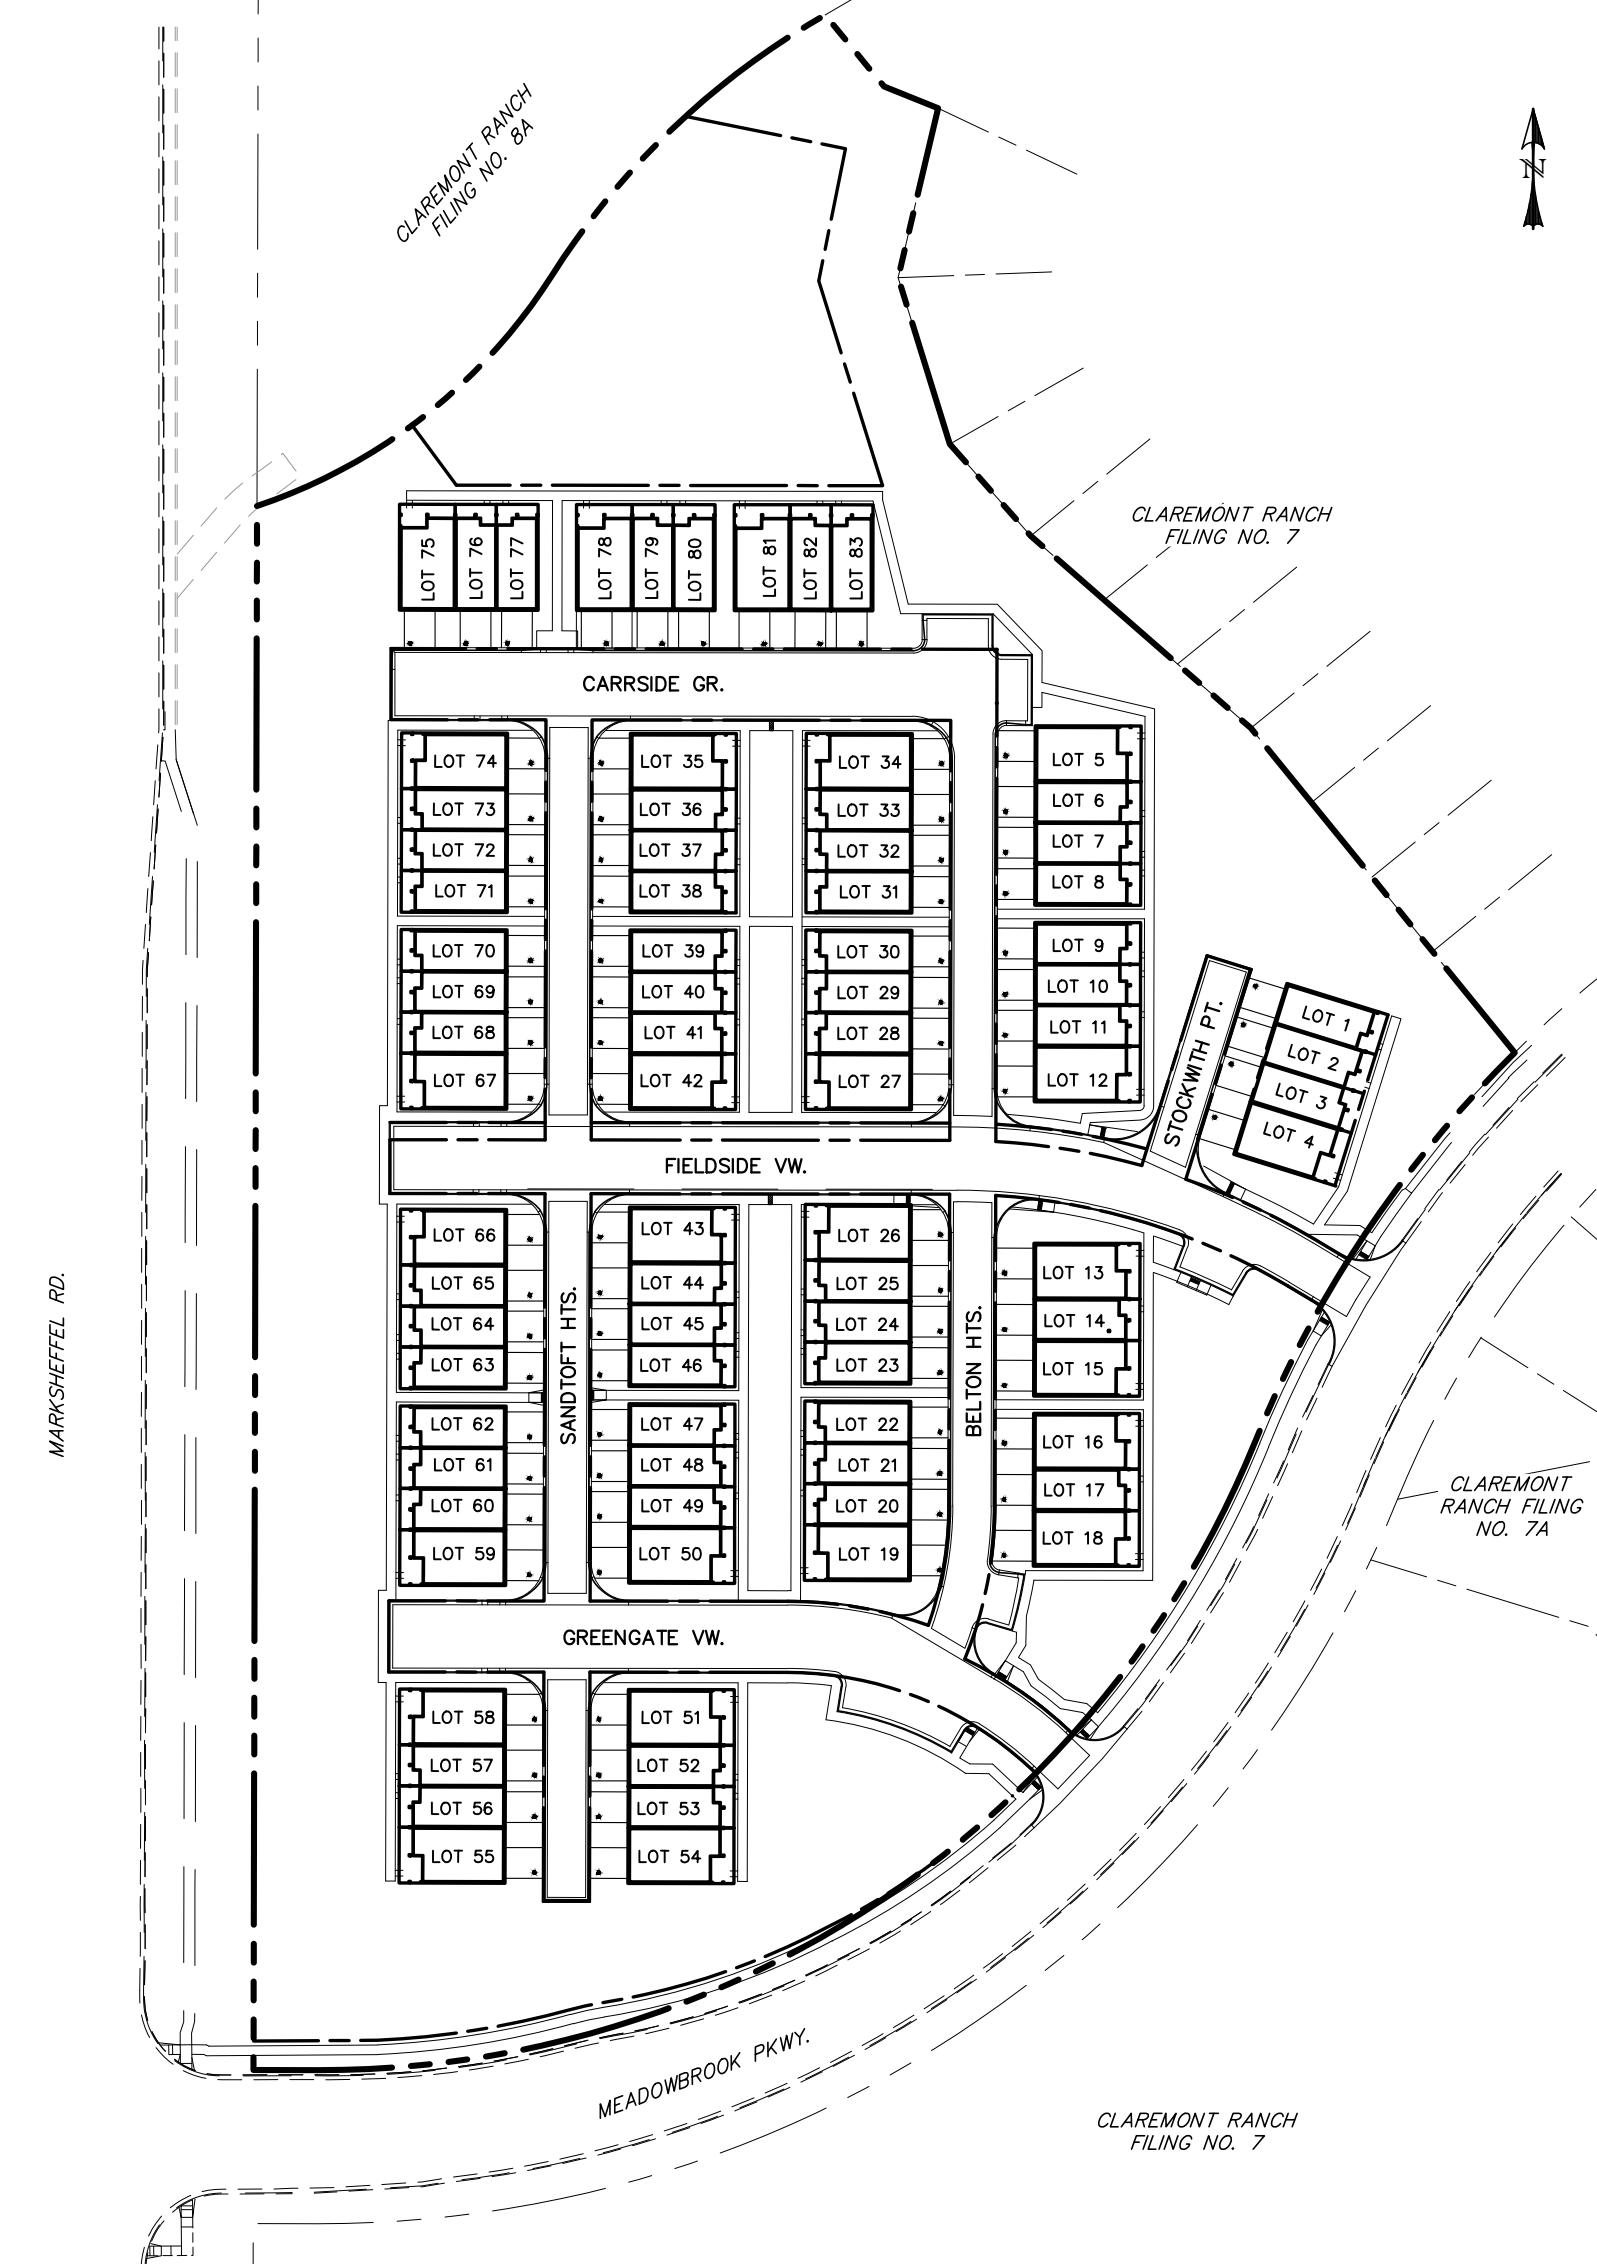 CLAREMONT RANCH
FILING NO. 8A
N
CLAREMONT RANCH
FILING NO. 7
LOT 75
LOT 76
LOT 77
LOT 78
LOT 79
LOT 80
LOT 81
LOT 82
LOT 83
CARRSIDE GR.
LOT 74
LOT 73
LOT 72
LOT 71
LOT 70
LOT 69
LOT 68
LOT 67
LOT 35
LOT 36
LOT 37
LOT 38
LOT 39
LOT 40
LOT 41
LOT 42
LOT 34
LOT 33
LOT 32
LOT 31
LOT 30
LOT 29
LOT 28
LOT 27
LOT 5
LOT 6
LOT 7
LOT 8
LOT 9
LOT 10
LOT 11
LOT 12
STOCKWITH PT.
LOT 1
LOT 2
LOT 3
LOT 4
FIELDSIDE VW.
MARKSHEFFEL RD.
LOT 66
LOT 65
LOT 64
LOT 63
LOT 62
LOT 61
LOT 60
LOT 59
SANDTOFT HTS.
LOT 43
LOT 44
LOT 45
LOT 46
LOT 47
LOT 48
LOT 49
LOT 50
LOT 26
LOT 25
LOT 24
LOT 23
LOT 22
LOT 21
LOT 20
LOT 19
BELTON HTS.
LOT 13
LOT 14
LOT 15
LOT 16
LOT 17
LOT 18
CLAREMONT
RANCH FILING
NO. 7A
GREENGATE VW.
LOT 58
LOT 57
LOT 56
LOT 55
LOT 51
LOT 52
LOT 53
LOT 54
MEADOWBROOK PKWY.
CLAREMONT RANCH
FILING NO. 7